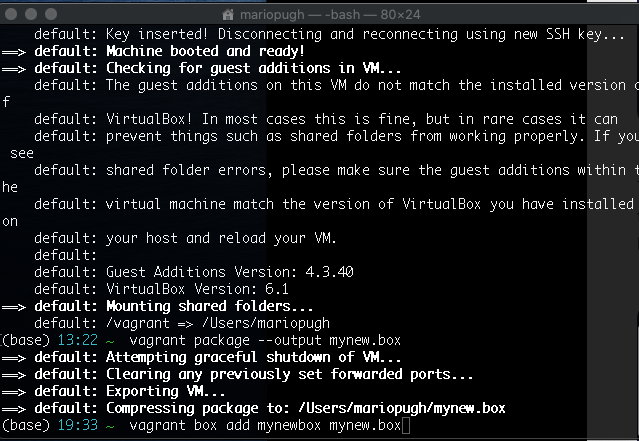 mariopugh — -bash — 80×24
default: Key inserted! Disconnecting and reconnecting using new SSH key...
==> default: Machine booted and ready!
==> default: Checking for guest additions in VM...
default: The guest additions on this VM do not match the installed version o
f
default: VirtualBox! In most cases this is fine, but in rare cases it can
default: prevent things such as shared folders from working properly. If you
see
default: shared folder errors, please make sure the guest additions within t
he
default: virtual machine match the version of VirtualBox you have installed
on
default: your host and reload your VM.
default:
default: Guest Additions Version: 4.3.40
default: VirtualBox Version: 6.1
==> default: Mounting shared folders...
default: /vagrant => /Users/mariopugh
(base) 13:22 ~ vagrant package --output mynew.box
==> default: Attempting graceful shutdown of VM...
==> default: Clearing any previously set forwarded ports...
==> default: Exporting VM...
==> default: Compressing package to: /Users/mariopugh/mynew.box
(base) 19:33 ~ vagrant box add mynewbox mynew.box